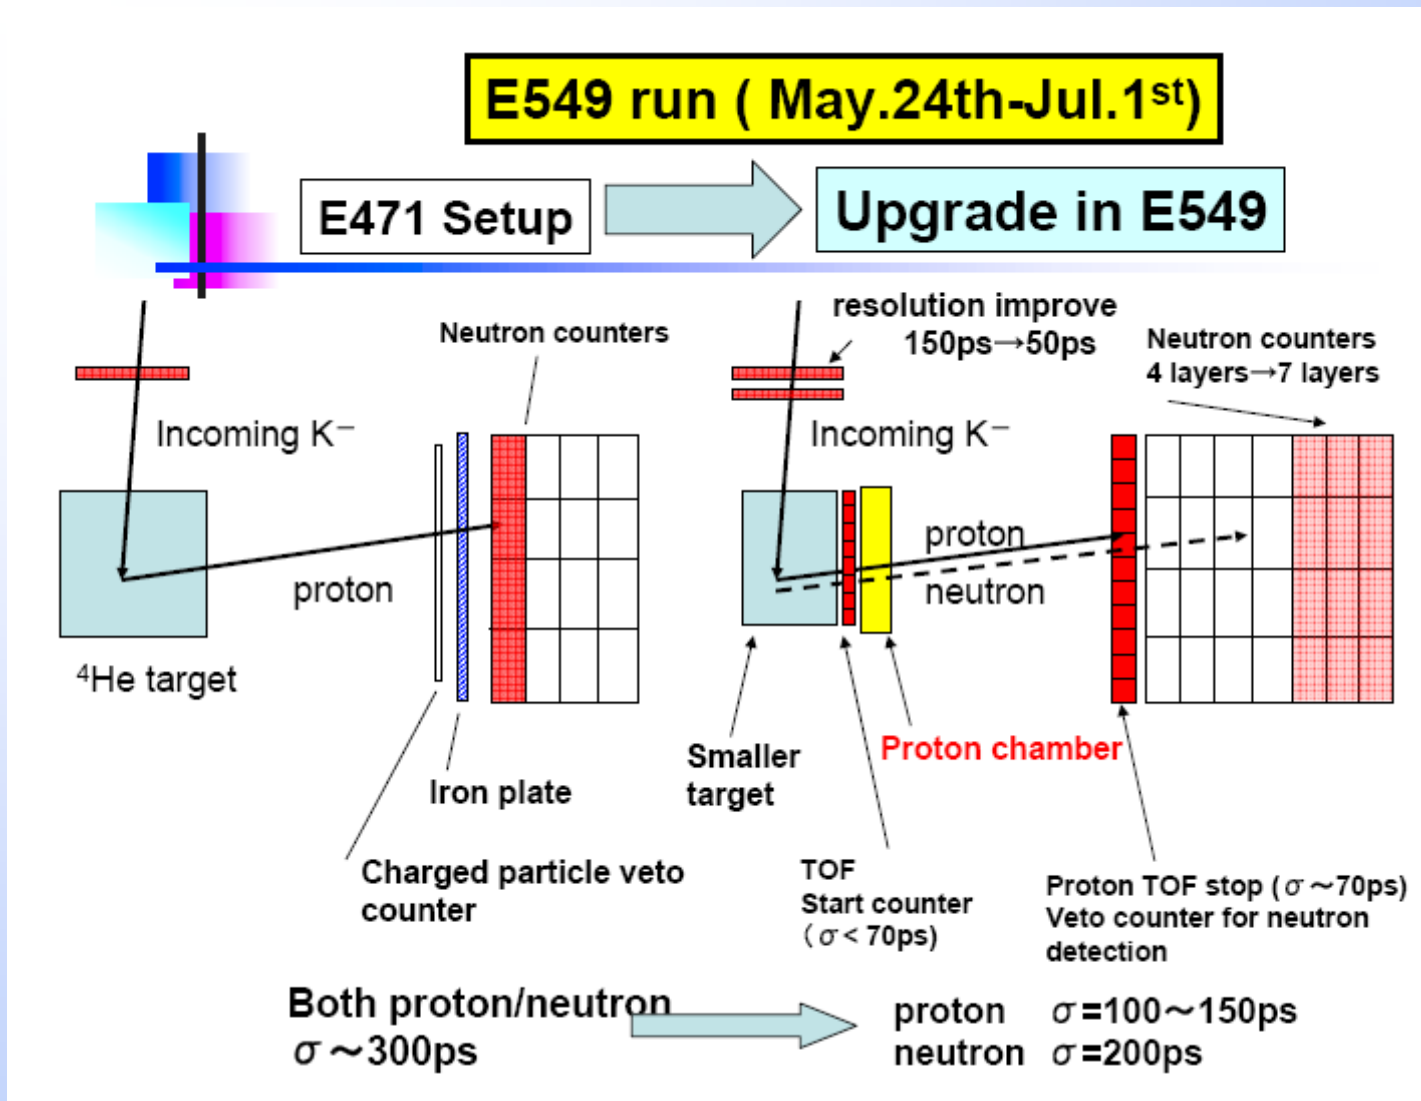 E549 run ( May.24th-Jul.1st)
E471 Setup
Upgrade in E549
Neutron counters
Incoming K−
proton
4He target
Iron plate
Charged particle veto
counter
resolution improve
150ps→50ps
Neutron counters
4 layers→7 layers
Incoming K−
proton
neutron
Smaller
target
Proton chamber
TOF
Start counter
(σ< 70ps)
Proton TOF stop (σ～70ps)
Veto counter for neutron
detection
Both proton/neutron
σ～300ps
proton σ=100～150ps
neutron σ=200ps